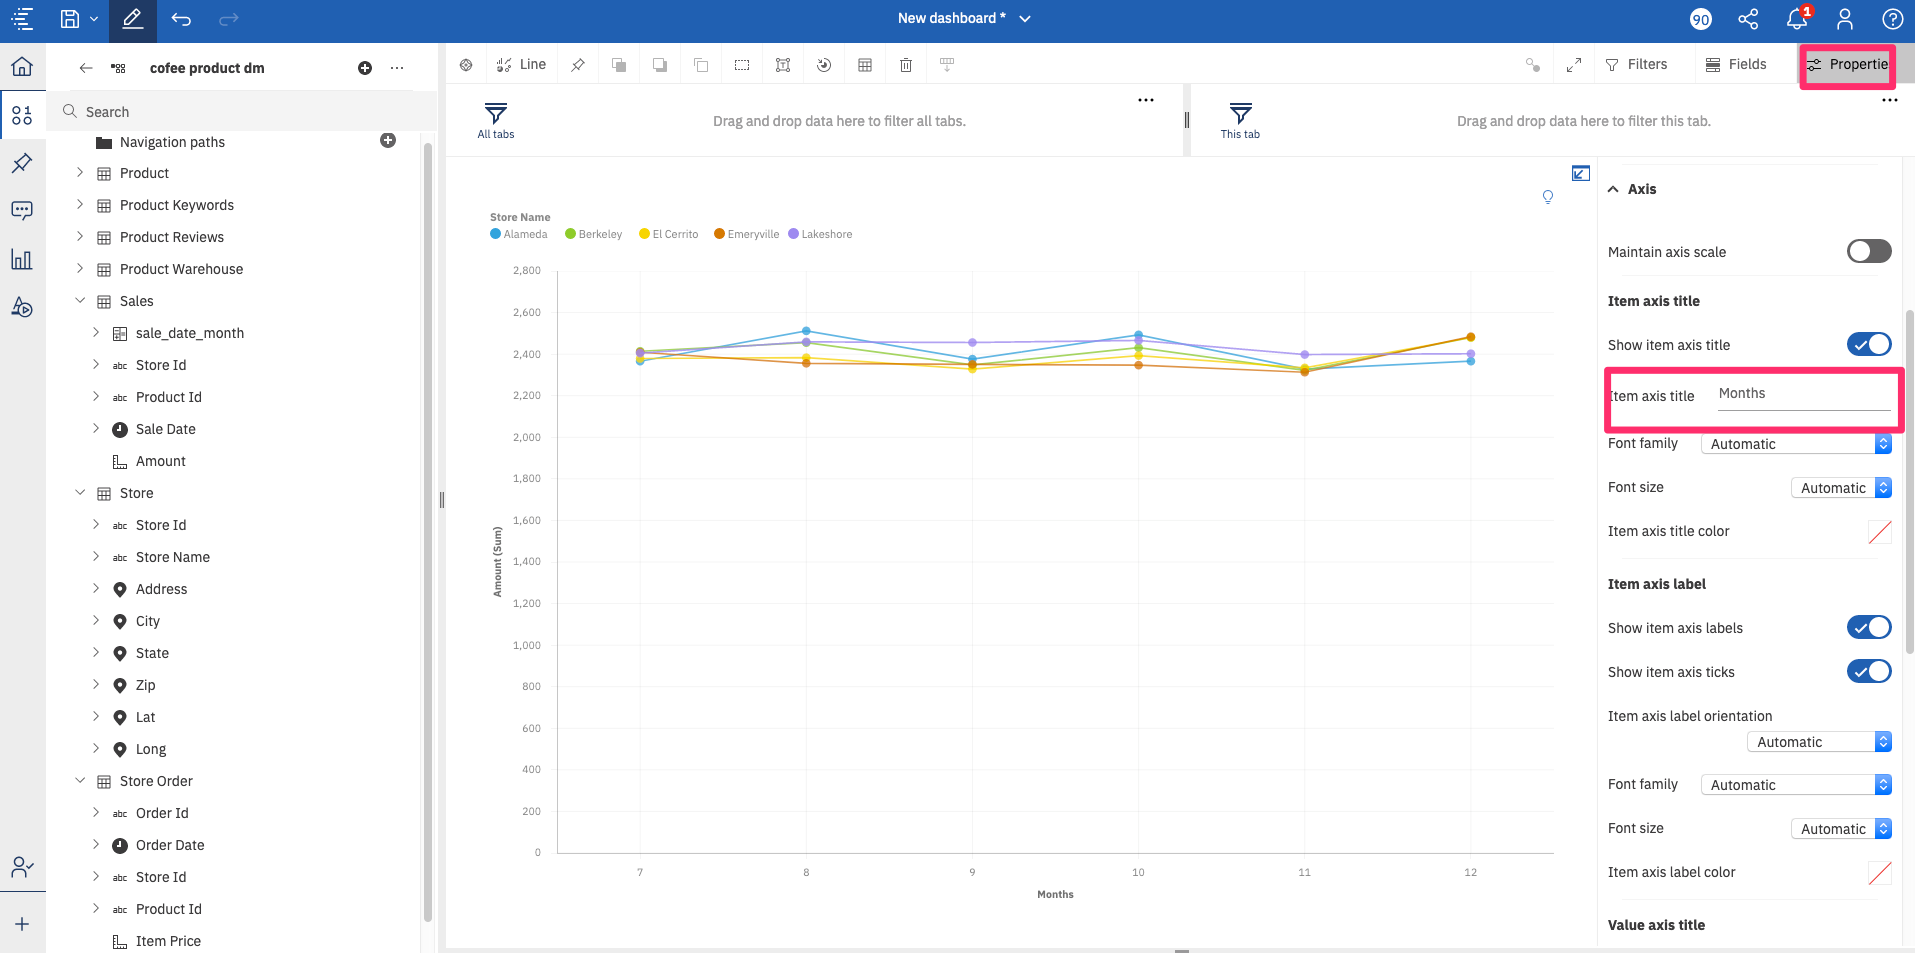 New dashboard *
90
1
cofee product dm
Search
Navigation paths
Product
Product Keywords
Product Reviews
Product Warehouse
Sales
sale_date_month
abc Store Id
abc Product Id
Sale Date
Amount
Store
abc Store Id
abc Store Name
Address
City
State
Zip
Lat
Long
Store Order
abc Order Id
Order Date
abc Store Id
abc Product Id
Item Price
Line
Filters
Fields
Propertie
All tabs
Drag and drop data here to filter all tabs.
This tab
Drag and drop data here to filter this tab.
Store Name
Alameda Berkeley El Cerrito Emeryville Lakeshore
2,800
2,600
2,400
2,200
2,000
1,800
1,600
1,400
1,200
1,000
800
600
400
200
0
Amount (Sum)
7 8 9 10 11 12
Months
Axis
Maintain axis scale
Item axis title
Show item axis title
Item axis title Months
Font family Automatic
Font size Automatic
Item axis title color
Item axis label
Show item axis labels
Show item axis ticks
Item axis label orientation
Automatic
Font family Automatic
Font size Automatic
Item axis label color
Value axis title